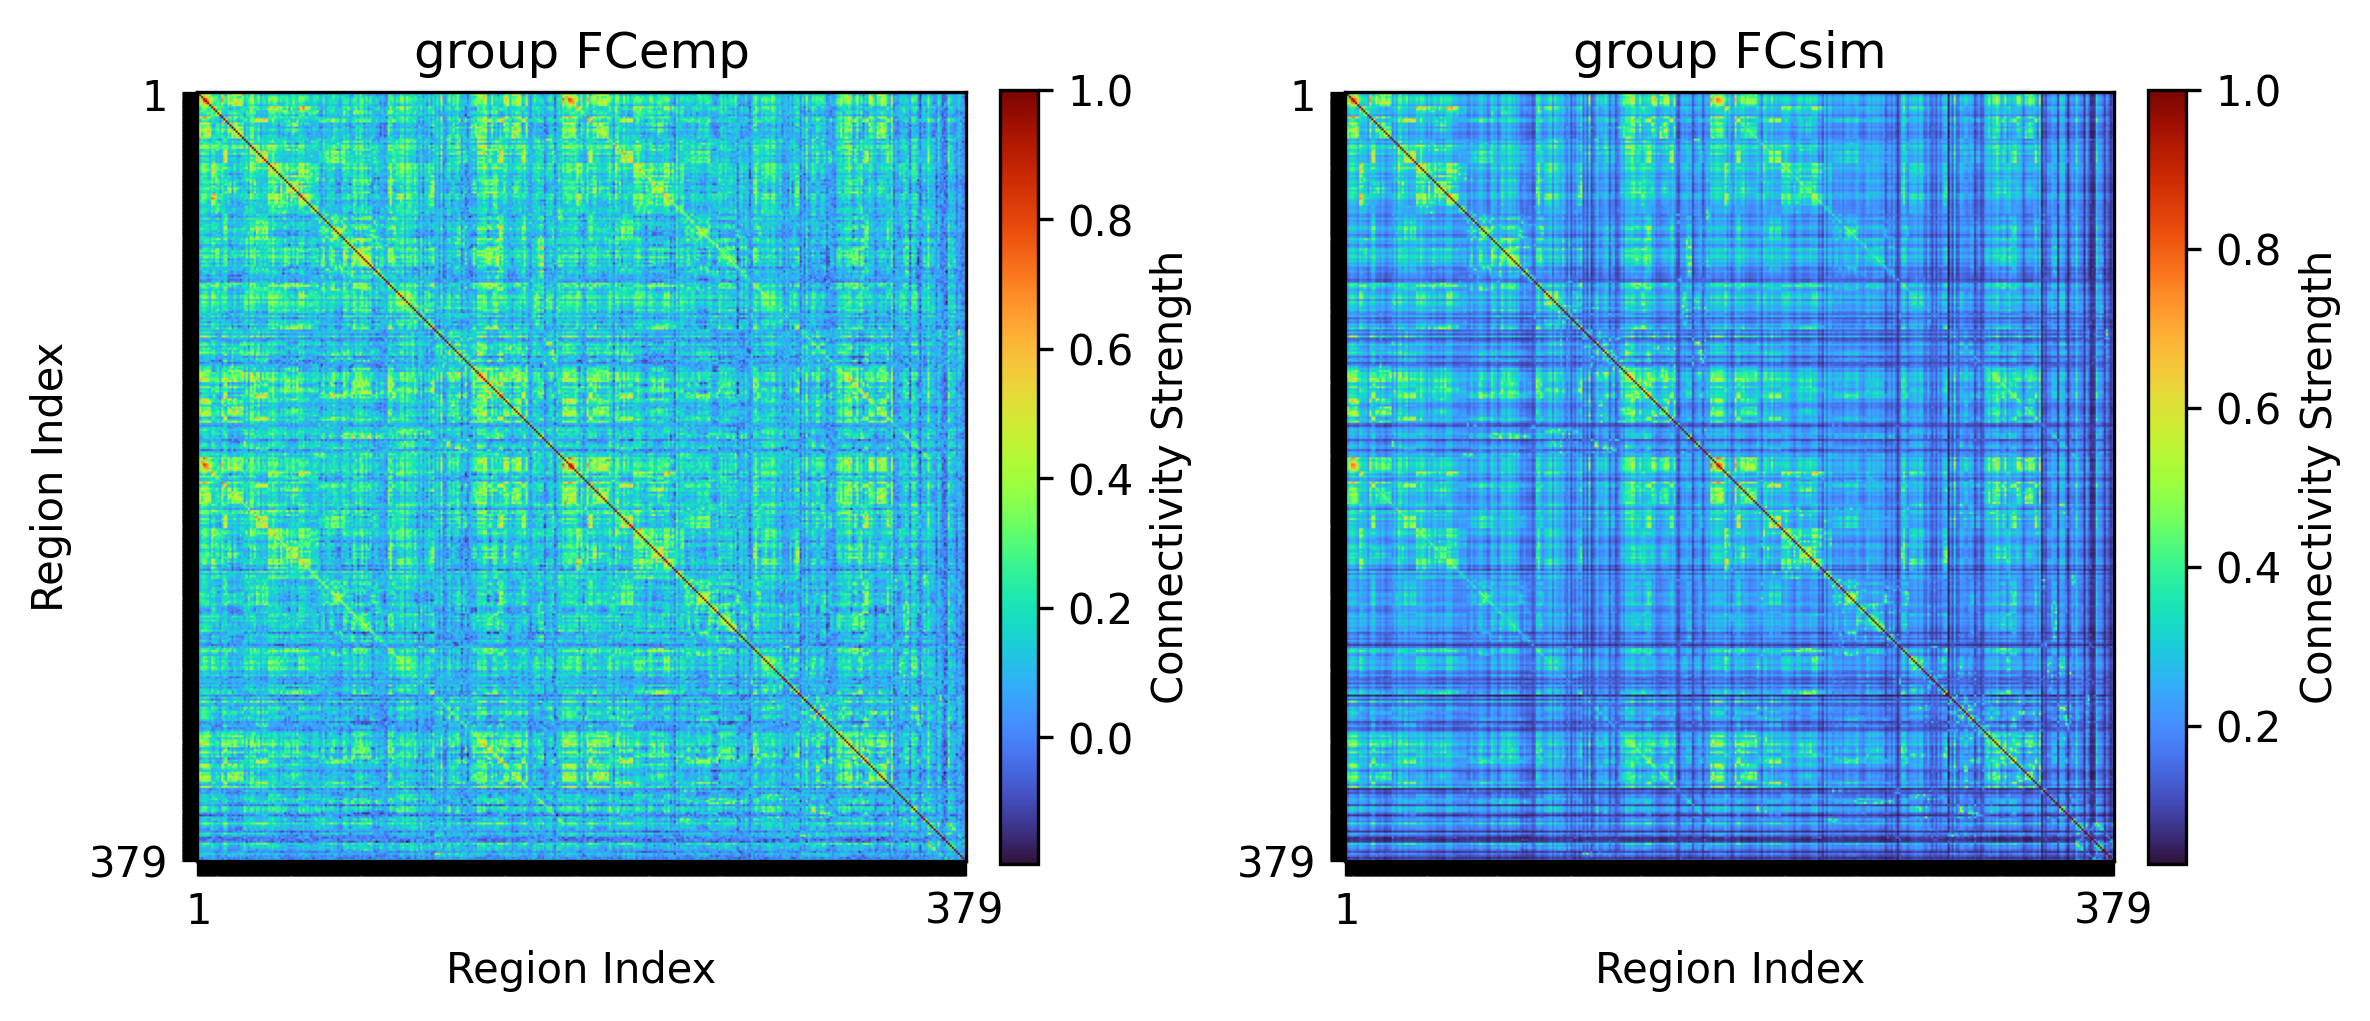 group FCemp
1
379
1
379
Region Index
Region Index
1.0
0.8
0.6
0.4
0.2
0.0
Connectivity Strength
group FCsim
1
379
1
379
Region Index
1.0
0.8
0.6
0.4
0.2
Connectivity Strength